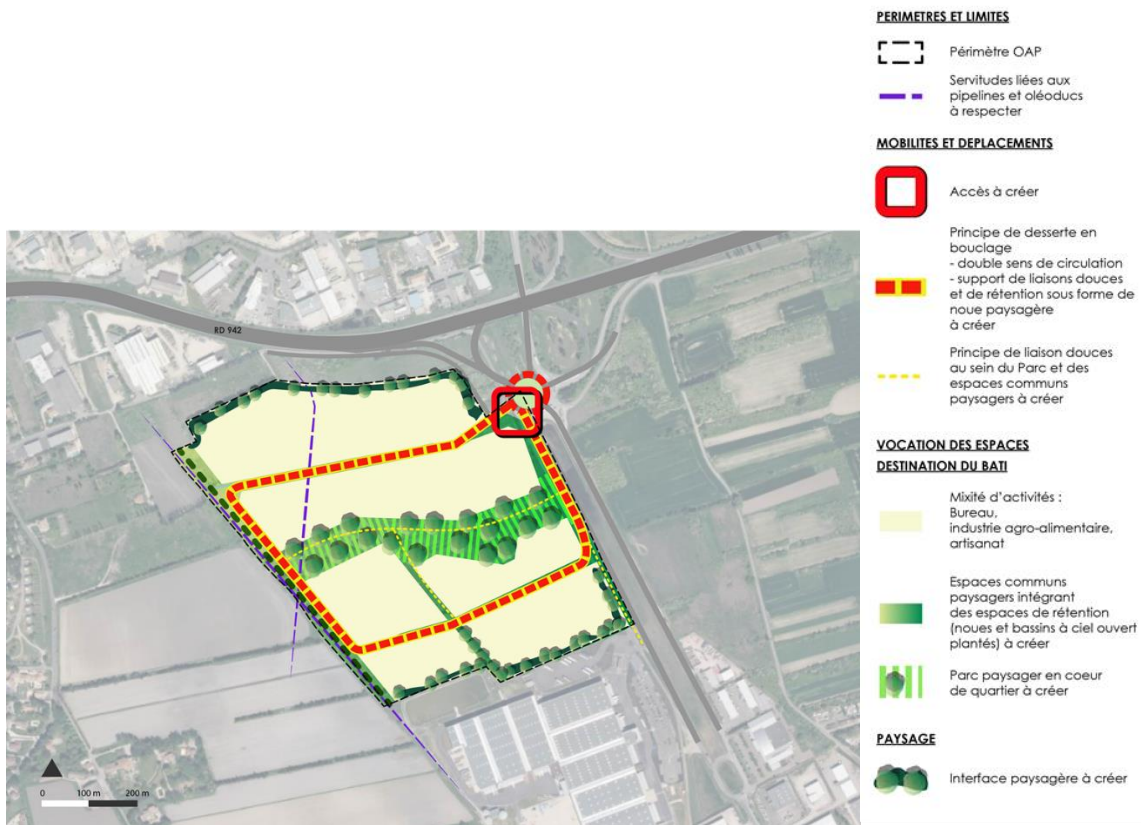 PERIMETRES ET LIMITES
Périmètre OAP
Servitudes liées aux
pipelines et oléoducs
à respecter
MOBILITES ET DEPLACEMENTS
Accès à créer
Principe de desserte en
bouclage
- double sens de circulation
- support de liaisons douces
et de rétention sous forme de
noue paysagère
à créer
Principe de liaison douces
au sein du Parc et des
espaces communs
paysagers à créer
VOCATION DES ESPACES
DESTINATION DU BATI
Mixité d'activités :
Bureau,
industrie agro-alimentaire,
artisanat
Espaces communs
paysagers intégrant
des espaces de rétention
(noues et bassins à ciel ouvert
plantés) à créer
Parc paysager en coeur
de quartier à créer
PAYSAGE
Interface paysagère à créer
RD 942
0 100 m 200 m